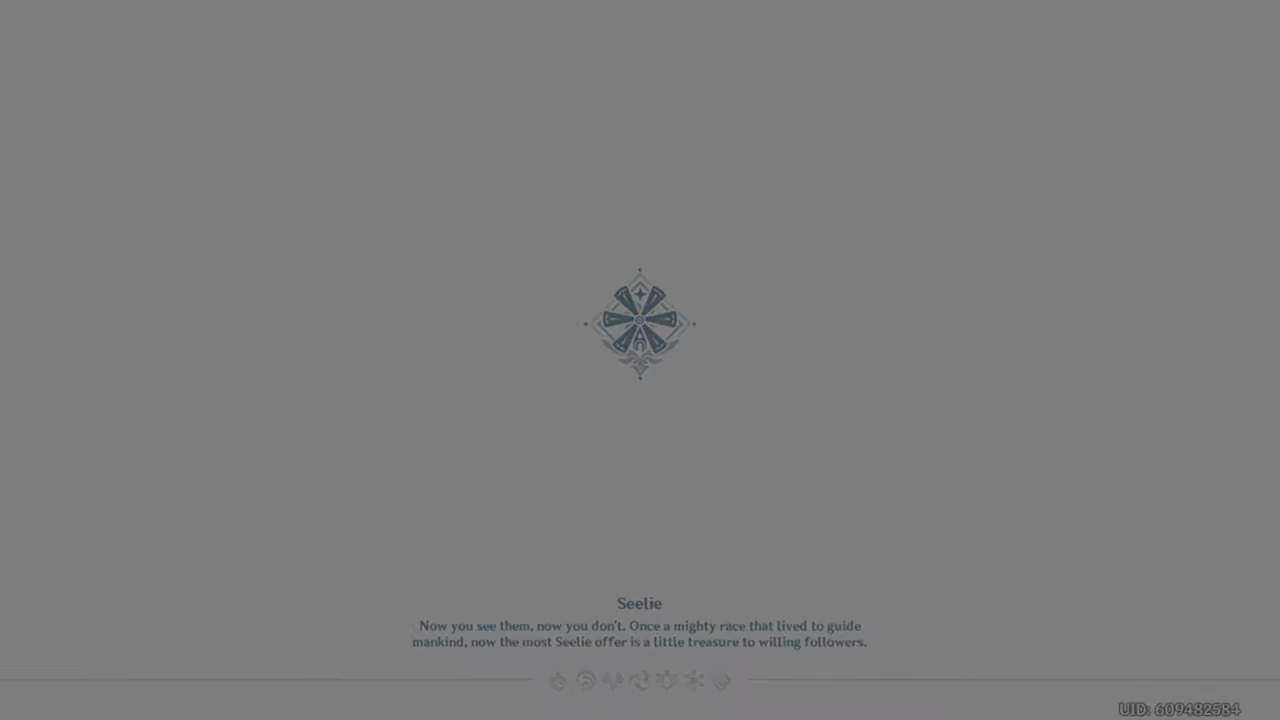 Seelie
Now you see them, now you don't. Once a mighty race that lived to guide
mankind, now the most Seelie offer is a little treasure to willing followers.
UID: 609482584